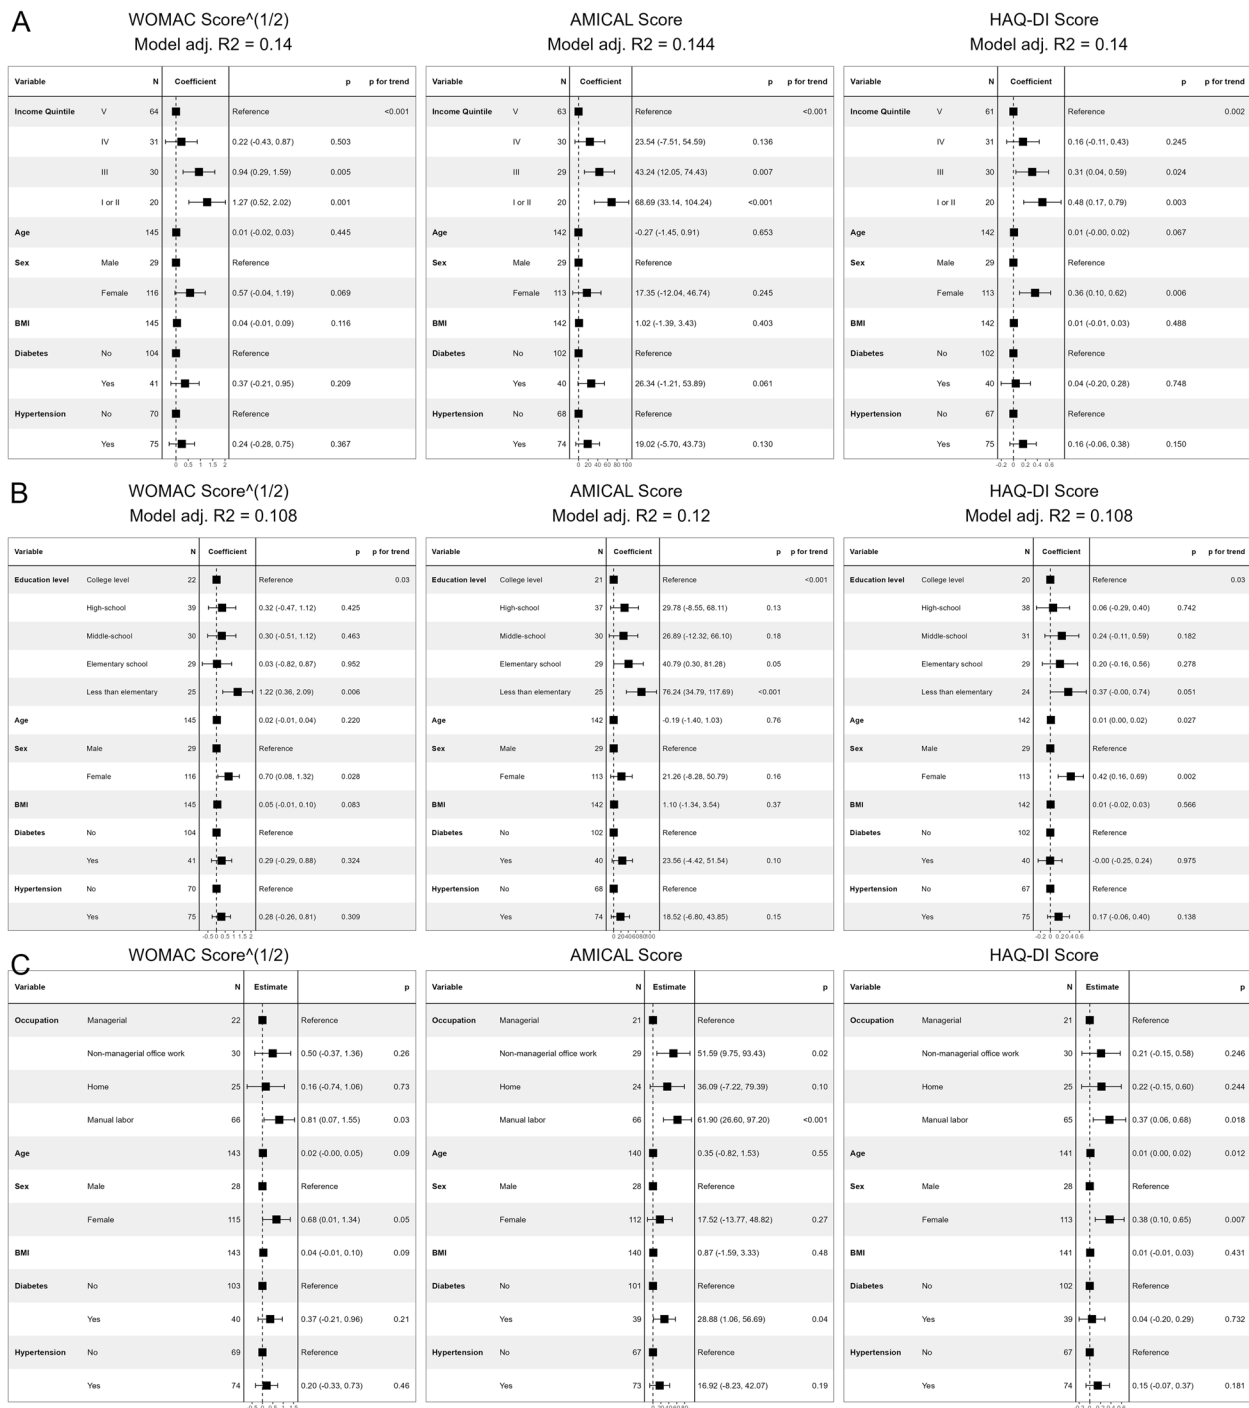 A
WOMAC Score^(1/2)
Model adj. R2 = 0.14
Variable N Coefficient p p for trend
Income Quintile V 64 Reference <0.001
IV 31 0.22 (-0.43, 0.87) 0.503
III 30 0.94 (0.29, 1.59) 0.005
I or II 20 1.27 (0.52, 2.02) 0.001
Age 145 0.01 (-0.02, 0.03) 0.445
Sex Male 29 Reference
Female 116 0.57 (-0.04, 1.19) 0.069
BMI 145 0.04 (-0.01, 0.09) 0.116
Diabetes No 104 Reference
Yes 41 0.37 (-0.21, 0.95) 0.209
Hypertension No 70 Reference
Yes 75 0.24 (-0.28, 0.75) 0.367
0 0.5 1 1.5 2
AMICAL Score
Model adj. R2 = 0.144
Variable N Coefficient p p for trend
Income Quintile V 63 Reference <0.001
IV 30 23.54 (-7.51, 54.59) 0.136
III 29 43.24 (12.05, 74.43) 0.007
I or II 20 68.69 (33.14, 104.24) <0.001
Age 142 -0.27 (-1.45, 0.91) 0.653
Sex Male 29 Reference
Female 113 17.35 (-12.04, 46.74) 0.245
BMI 142 1.02 (-1.39, 3.43) 0.403
Diabetes No 102 Reference
Yes 40 26.34 (-1.21, 53.89) 0.061
Hypertension No 68 Reference
Yes 74 19.02 (-5.70, 43.73) 0.130
0 20 40 60 80 100
HAQ-DI Score
Model adj. R2 = 0.14
Variable N Coefficient p p for trend
Income Quintile V 61 Reference 0.002
IV 31 0.16 (-0.11, 0.43) 0.245
III 30 0.31 (0.04, 0.59) 0.024
I or II 20 0.48 (0.17, 0.79) 0.003
Age 142 0.01 (-0.00, 0.02) 0.067
Sex Male 29 Reference
Female 113 0.36 (0.10, 0.62) 0.006
BMI 142 0.01 (-0.01, 0.03) 0.488
Diabetes No 102 Reference
Yes 40 0.04 (-0.20, 0.28) 0.748
Hypertension No 67 Reference
Yes 75 0.16 (-0.06, 0.38) 0.150
-0.2 0 0.2 0.4 0.6
B
WOMAC Score^(1/2)
Model adj. R2 = 0.108
Variable N Coefficient p p for trend
Education level College level 22 Reference 0.03
High-school 39 0.32 (-0.47, 1.12) 0.425
Middle-school 30 0.30 (-0.51, 1.12) 0.463
Elementary school 29 0.03 (-0.82, 0.87) 0.952
Less than elementary 25 1.22 (0.36, 2.09) 0.006
Age 145 0.02 (-0.01, 0.04) 0.220
Sex Male 29 Reference
Female 116 0.70 (0.08, 1.32) 0.028
BMI 145 0.05 (-0.01, 0.10) 0.083
Diabetes No 104 Reference
Yes 41 0.29 (-0.29, 0.88) 0.324
Hypertension No 70 Reference
Yes 75 0.28 (-0.26, 0.81) 0.309
-0.5 0 0.5 1 1.5 2
AMICAL Score
Model adj. R2 = 0.12
Variable N Coefficient p p for trend
Education level College level 21 Reference <0.001
High-school 37 29.78 (-8.55, 68.11) 0.13
Middle-school 30 26.89 (-12.32, 66.10) 0.18
Elementary school 29 40.79 (0.30, 81.28) 0.05
Less than elementary 25 76.24 (34.79, 117.69) <0.001
Age 142 -0.19 (-1.40, 1.03) 0.76
Sex Male 29 Reference
Female 113 21.26 (-8.28, 50.79) 0.16
BMI 142 1.10 (-1.34, 3.54) 0.37
Diabetes No 102 Reference
Yes 40 23.56 (-4.42, 51.54) 0.10
Hypertension No 68 Reference
Yes 74 18.52 (-6.80, 43.85) 0.15
0 20406080100
HAQ-DI Score
Model adj. R2 = 0.108
Variable N Coefficient p p for trend
Education level College level 20 Reference 0.03
High-school 38 0.06 (-0.29, 0.40) 0.742
Middle-school 31 0.24 (-0.11, 0.59) 0.182
Elementary school 29 0.20 (-0.16, 0.56) 0.278
Less than elementary 24 0.37 (-0.00, 0.74) 0.051
Age 142 0.01 (0.00, 0.02) 0.027
Sex Male 29 Reference
Female 113 0.42 (0.16, 0.69) 0.002
BMI 142 0.01 (-0.02, 0.03) 0.566
Diabetes No 102 Reference
Yes 40 -0.00 (-0.25, 0.24) 0.975
Hypertension No 67 Reference
Yes 75 0.17 (-0.06, 0.40) 0.138
-0.2 0 0.2 0.4 0.6
C
WOMAC Score^(1/2)
Variable N Estimate p
Occupation Managerial 22 Reference
Non-managerial office work 30 0.50 (-0.37, 1.36) 0.26
Home 25 0.16 (-0.74, 1.06) 0.73
Manual labor 66 0.81 (0.07, 1.55) 0.03
Age 143 0.02 (-0.00, 0.05) 0.09
Sex Male 28 Reference
Female 115 0.68 (0.01, 1.34) 0.05
BMI 143 0.04 (-0.01, 0.10) 0.09
Diabetes No 103 Reference
Yes 40 0.37 (-0.21, 0.96) 0.21
Hypertension No 69 Reference
Yes 74 0.20 (-0.33, 0.73) 0.46
-0.5 0 0.5 1 1.5
AMICAL Score
Variable N Estimate p
Occupation Managerial 21 Reference
Non-managerial office work 29 51.59 (9.75, 93.43) 0.02
Home 24 36.09 (-7.22, 79.39) 0.10
Manual labor 66 61.90 (26.60, 97.20) <0.001
Age 140 0.35 (-0.82, 1.53) 0.55
Sex Male 28 Reference
Female 112 17.52 (-13.77, 48.82) 0.27
BMI 140 0.87 (-1.59, 3.33) 0.48
Diabetes No 101 Reference
Yes 39 28.88 (1.06, 56.69) 0.04
Hypertension No 67 Reference
Yes 73 16.92 (-8.23, 42.07) 0.19
0 20406080
HAQ-DI Score
Variable N Estimate p
Occupation Managerial 21 Reference
Non-managerial office work 30 0.21 (-0.15, 0.58) 0.246
Home 25 0.22 (-0.15, 0.60) 0.244
Manual labor 65 0.37 (0.06, 0.68) 0.018
Age 141 0.01 (0.00, 0.02) 0.012
Sex Male 28 Reference
Female 113 0.38 (0.10, 0.65) 0.007
BMI 141 0.01 (-0.01, 0.03) 0.431
Diabetes No 102 Reference
Yes 39 0.04 (-0.20, 0.29) 0.732
Hypertension No 67 Reference
Yes 74 0.15 (-0.07, 0.37) 0.181
-0.2 0 0.2 0.4 0.6